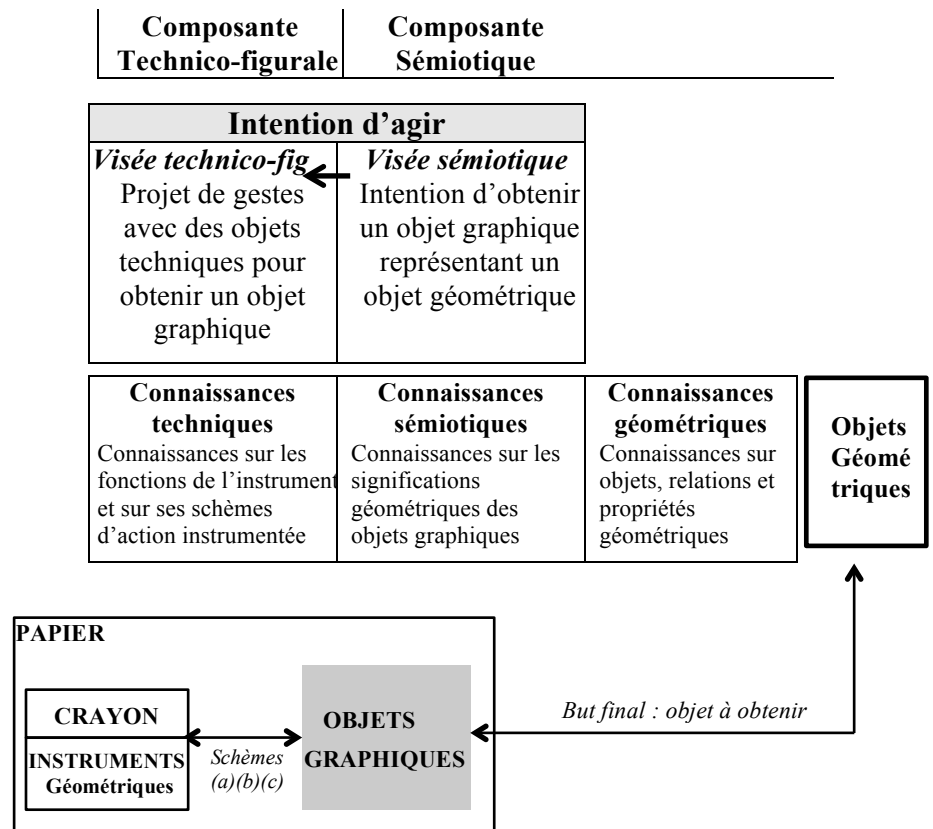 Composante
Technico-figurale
Composante
Sémiotique
Intention d'agir
Visée technico-fig
Projet de gestes
avec des objets
techniques pour
obtenir un objet
graphique
Visée sémiotique
Intention d'obtenir
un objet graphique
représentant un
objet géométrique
Connaissances
techniques
Connaissances sur les
fonctions de l'instrument
et sur ses schèmes
d'action instrumentée
Connaissances
sémiotiques
Connaissances sur les
significations
géométriques des
objets graphiques
Connaissances
géométriques
Connaissances sur
objets, relations et
propriétés
géométriques
Objets
Géomé
triques
PAPIER
CRAYON
INSTRUMENTS
Géométriques
Schèmes
(a)(b)(c)
OBJETS
GRAPHIQUES
But final : objet à obtenir